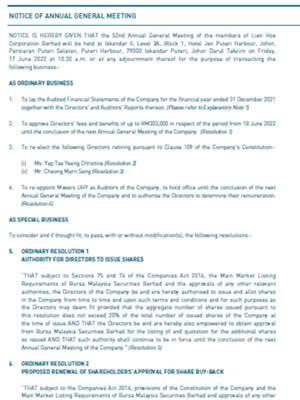 NOTICE OF ANNUAL GENERAL MEETING
NOTICE IS HEREBY GIVEN THAT the 52nd Annual General Meeting of the members of Lien Hoe
Corporation Berhad will be held at Iskandar II, Level 3A, Block 1, Hotel Jen Puteri Harbour, Johor,
Persiaran Puteri Selatan, Puteri Harbour, 79000 Iskandar Puteri, Johor Darul Takzim on Friday,
17 June 2022 at 10.30 a.m. or at any adjournment thereof for the purpose of transacting the
following business:-
AS ORDINARY BUSINESS
1. To lay the Audited Financial Statements of the Company for the financial year ended 31 December 2021
together with the Directors' and Auditors' Reports thereon. (Please refer to Explanatory Note 1)
2. To approve Directors' fees and benefits of up to RM303,000 in respect of the period from 18 June 2022
until the conclusion of the next Annual General Meeting of the Company. (Resolution 1)
3. To re-elect the following Directors retiring pursuant to Clause 109 of the Company's Constitution:-
(i) Ms. Yap Tse Yeeng Christine (Resolution 2)
(ii) Mr. Cheong Marn Seng (Resolution 3)
4. To re-appoint Messrs UHY as Auditors of the Company, to hold office until the conclusion of the next
Annual General Meeting of the Company and to authorise the Directors to determine their remuneration.
(Resolution 4)
AS SPECIAL BUSINESS
To consider and if thought fit, to pass, with or without modification(s), the following resolutions:-
5. ORDINARY RESOLUTION 1
AUTHORITY FOR DIRECTORS TO ISSUE SHARES
"THAT subject to Sections 75 and 76 of the Companies Act 2016, the Main Market Listing
Requirements of Bursa Malaysia Securities Berhad and the approvals of any other relevant
authorities, the Directors of the Company be and are hereby authorised to issue and allot shares
in the Company from time to time and upon such terms and conditions and for such purposes as
the Directors may deem fit provided that the aggregate number of shares issued pursuant to
this resolution does not exceed 20% of the total number of issued shares of the Company at
the time of issue AND THAT the Directors be and are hereby also empowered to obtain approval
from Bursa Malaysia Securities Berhad for the listing of and quotation for the additional shares
so issued AND THAT such authority shall continue to be in force until the conclusion of the next
Annual General Meeting of the Company." (Resolution 5)
6. ORDINARY RESOLUTION 2
PROPOSED RENEWAL OF SHAREHOLDERS' APPROVAL FOR SHARE BUY-BACK
"THAT subject to the Companies Act 2016, provisions of the Constitution of the Company and the
Main Market Listing Requirements of Bursa Malaysia Securities Berhad and approvals of any other